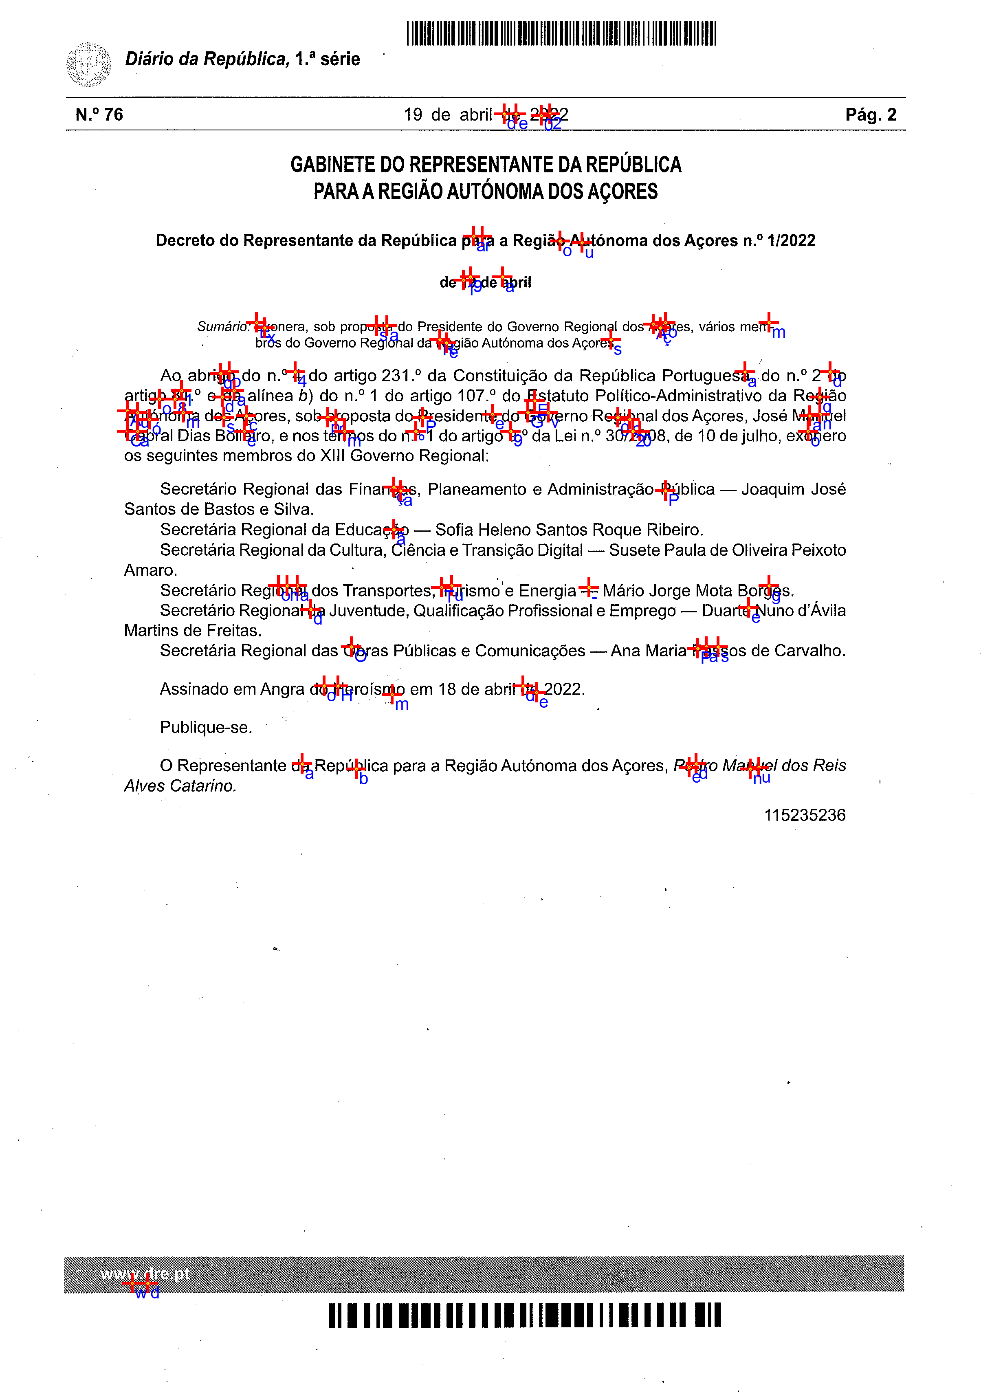 Diário da República, 1.ª série
N.º 76 19 de abril de 2022 Pág. 2
GABINETE DO REPRESENTANTE DA REPÚBLICA
PARA A REGIÃO AUTÓNOMA DOS AÇORES
Decreto do Representante da República para a Região Autónoma dos Açores n.º 1/2022
de 19 de abril
Sumário: Exonera, sob proposta do Presidente do Governo Regional dos Açores, vários mem-
bros do Governo Regional da Região Autónoma dos Açores.
Ao abrigo do n.º 4 do artigo 231.º da Constituição da República Portuguesa, do n.º 2 do
artigo 81.º e da alínea b) do n.º 1 do artigo 107.º do Estatuto Político-Administrativo da Região
Autónoma dos Açores, sob proposta do Presidente do Governo Regional dos Açores, José Manuel
Cabral Dias Bolieiro, e nos termos do n.º 1 do artigo 9.º da Lei n.º 30/2008, de 10 de julho, exonero
os seguintes membros do XIII Governo Regional:
Secretário Regional das Finanças, Planeamento e Administração Pública — Joaquim José
Santos de Bastos e Silva.
Secretária Regional da Educação — Sofia Heleno Santos Roque Ribeiro.
Secretária Regional da Cultura, Ciência e Transição Digital — Susete Paula de Oliveira Peixoto
Amaro.
Secretário Regional dos Transportes, Turismo e Energia — Mário Jorge Mota Borges.
Secretário Regional da Juventude, Qualificação Profissional e Emprego — Duarte Nuno d'Ávila
Martins de Freitas.
Secretária Regional das Obras Públicas e Comunicações — Ana Maria Passos de Carvalho.
Assinado em Angra do Heroísmo em 18 de abril de 2022.
Publique-se.
O Representante da República para a Região Autónoma dos Açores, Pedro Manuel dos Reis
Alves Catarino.
115235236
www.dre.pt